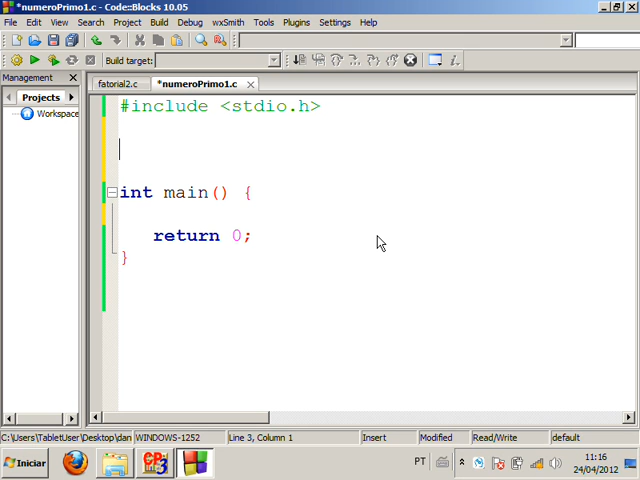 *numeroPrimo1.c - Code::Blocks 10.05
File Edit View Search Project Build Debug wxSmith Tools Plugins Settings Help
Build target:
Management
Projects
Workspace
fatorial2.c *numeroPrimo1.c
#include <stdio.h>
int main() {
return 0;
}
C:\Users\TabletUser\Desktop\dan WINDOWS-1252 Line 3, Column 1 Insert Modified Read/Write default
Iniciar
PT
11:16
24/04/2012